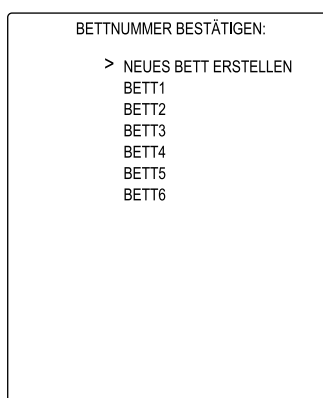 BETTNUMMER BESTÄTIGEN:
> NEUES BETT ERSTELLEN
BETT1
BETT2
BETT3
BETT4
BETT5
BETT6